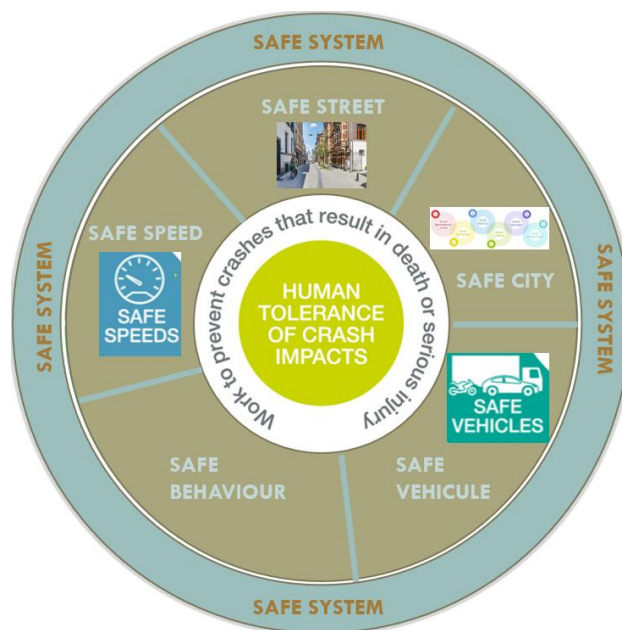 SAFE SYSTEM
SAFE STREET
SAFE SPEED
SAFE
SPEEDS
SAFE SYSTEM
Work to prevent crashes that result in death or serious injury
HUMAN
TOLERANCE
OF CRASH
IMPACTS
SAFE CITY
SAFE SYSTEM
SAFE
VEHICLES
SAFE
BEHAVIOUR
SAFE
VEHICULE
SAFE SYSTEM